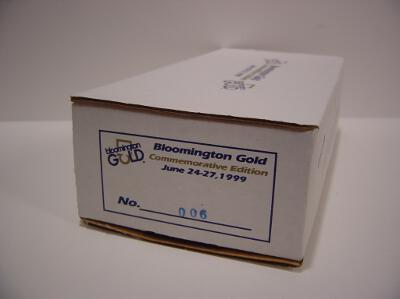 bloomington
GOLD
Bloomington Gold
Commemorative Edition
June 24-27, 1999
No. 006